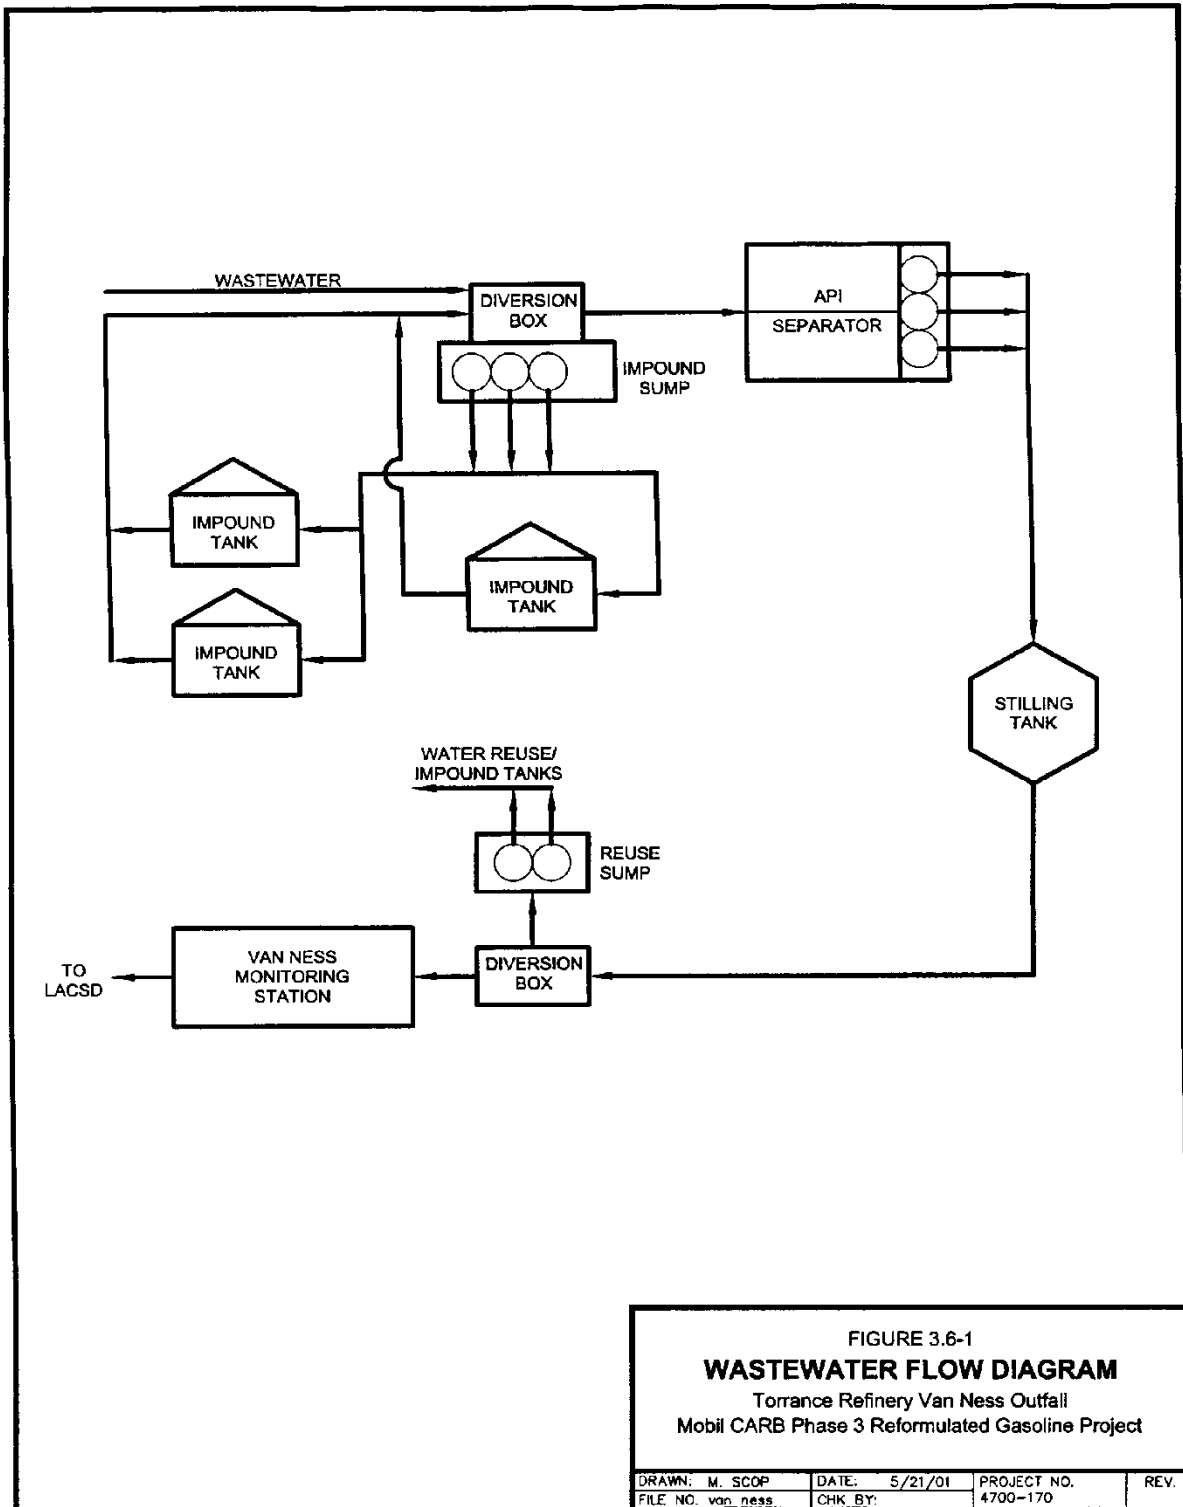 WASTEWATER
DIVERSION
BOX
API
SEPARATOR
IMPOUND
SUMP
IMPOUND
TANK
IMPOUND
TANK
IMPOUND
TANK
STILLING
TANK
WATER REUSE/
IMPOUND TANKS
REUSE
SUMP
VAN NESS
MONITORING
STATION
DIVERSION
BOX
TO
LACSD
FIGURE 3.6-1
WASTEWATER FLOW DIAGRAM
Torrance Refinery Van Ness Outfall
Mobil CARB Phase 3 Reformulated Gasoline Project
DRAWN: M. SCOP DATE: 5/21/01 PROJECT NO. REV.
FILE NO. van ness CHK BY: 4700-170